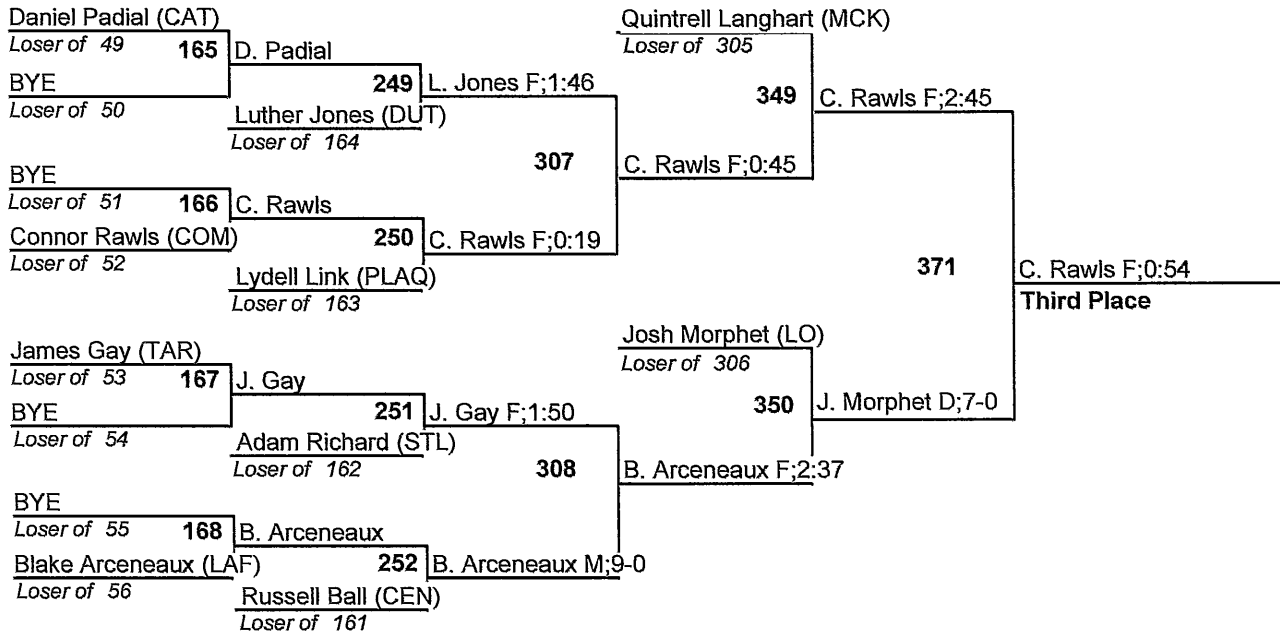 Daniel Padial (CAT)
Loser of 49
165
D. Padial
BYE
Loser of 50
249
L. Jones F;1:46
Luther Jones (DUT)
Loser of 164
BYE
Loser of 51
166
C. Rawls
Connor Rawls (COM)
Loser of 52
250
C. Rawls F;0:19
Lydell Link (PLAQ)
Loser of 163
307
C. Rawls F;0:45
Quintrell Langhart (MCK)
Loser of 305
349
C. Rawls F;2:45
James Gay (TAR)
Loser of 53
167
J. Gay
BYE
Loser of 54
251
J. Gay F;1:50
Adam Richard (STL)
Loser of 162
BYE
Loser of 55
168
B. Arceneaux
Blake Arceneaux (LAF)
Loser of 56
252
B. Arceneaux M;9-0
Russell Ball (CEN)
Loser of 161
308
B. Arceneaux F;2:37
Josh Morphet (LO)
Loser of 306
350
J. Morphet D;7-0
371
C. Rawls F;0:54
Third Place